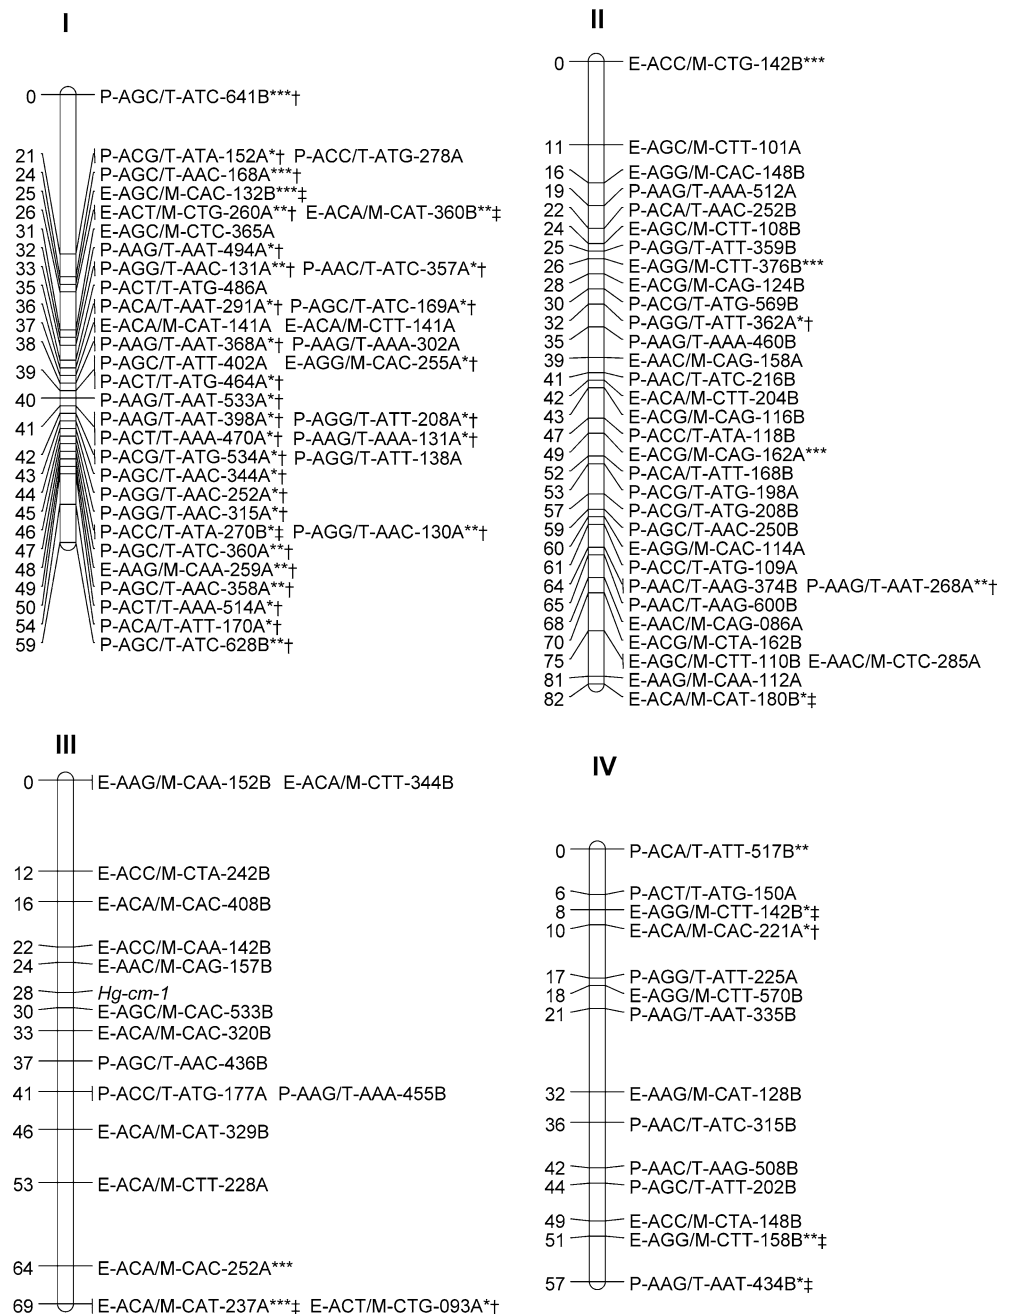 I
0 P-AGC/T-ATC-641B***†
21 P-ACG/T-ATA-152A*† P-ACC/T-ATG-278A
24 P-AGC/T-AAC-168A***†
25 E-AGC/M-CAC-132B***‡
26 E-ACT/M-CTG-260A**† E-ACA/M-CAT-360B**‡
31 E-AGC/M-CTC-365A
32 P-AAG/T-AAT-494A*†
33 P-AGG/T-AAC-131A**† P-AAC/T-ATC-357A*†
35 P-ACT/T-ATG-486A
36 P-ACA/T-AAT-291A*† P-AGC/T-ATC-169A*†
37 E-ACA/M-CAT-141A E-ACA/M-CTT-141A
38 P-AAG/T-AAT-368A*† P-AAG/T-AAA-302A
39 P-AGC/T-ATT-402A E-AGG/M-CAC-255A*†
P-ACT/T-ATG-464A*†
40 P-AAG/T-AAT-533A*†
41 P-AAG/T-AAT-398A*† P-AGG/T-ATT-208A*†
P-ACT/T-AAA-470A*† P-AAG/T-AAA-131A*†
42 P-ACG/T-ATG-534A*† P-AGG/T-ATT-138A
43 P-AGC/T-AAC-344A*†
44 P-AGG/T-AAC-252A*†
45 P-AGG/T-AAC-315A*†
46 P-ACC/T-ATA-270B*‡ P-AGG/T-AAC-130A**†
47 P-AGC/T-ATC-360A**†
48 E-AAG/M-CAA-259A**†
49 P-AGC/T-AAC-358A**†
50 P-ACT/T-AAA-514A*†
54 P-ACA/T-ATT-170A*†
59 P-AGC/T-ATC-628B**†
II
0 E-ACC/M-CTG-142B***
11 E-AGC/M-CTT-101A
16 E-AGG/M-CAC-148B
19 P-AAG/T-AAA-512A
22 P-ACA/T-AAC-252B
24 E-AGC/M-CTT-108B
25 P-AGG/T-ATT-359B
26 E-AGG/M-CTT-376B***
28 E-ACG/M-CAG-124B
30 P-ACG/T-ATG-569B
32 P-AGG/T-ATT-362A*†
35 P-AAG/T-AAA-460B
39 E-AAC/M-CAG-158A
41 P-AAC/T-ATC-216B
42 E-ACA/M-CTT-204B
43 E-ACG/M-CAG-116B
47 P-ACC/T-ATA-118B
49 E-ACG/M-CAG-162A***
52 P-ACA/T-ATT-168B
53 P-ACG/T-ATG-198A
57 P-ACG/T-ATG-208B
59 P-AGC/T-AAC-250B
60 E-AGG/M-CAC-114A
61 P-ACC/T-ATG-109A
64 P-AAC/T-AAG-374B P-AAG/T-AAT-268A**†
65 P-AAC/T-AAG-600B
68 E-AAC/M-CAG-086A
70 E-ACG/M-CTA-162B
75 E-AGC/M-CTT-110B E-AAC/M-CTC-285A
81 E-AAG/M-CAA-112A
82 E-ACA/M-CAT-180B*‡
III
0 E-AAG/M-CAA-152B E-ACA/M-CTT-344B
12 E-ACC/M-CTA-242B
16 E-ACA/M-CAC-408B
22 E-ACC/M-CAA-142B
24 E-AAC/M-CAG-157B
28 Hg-cm-1
30 E-AGC/M-CAC-533B
33 E-ACA/M-CAC-320B
37 P-AGC/T-AAC-436B
41 P-ACC/T-ATG-177A P-AAG/T-AAA-455B
46 E-ACA/M-CAT-329B
53 E-ACA/M-CTT-228A
64 E-ACA/M-CAC-252A***
69 E-ACA/M-CAT-237A***‡ E-ACT/M-CTG-093A*†
IV
0 P-ACA/T-ATT-517B**
6 P-ACT/T-ATG-150A
8 E-AGG/M-CTT-142B*‡
10 E-ACA/M-CAC-221A*†
17 P-AGG/T-ATT-225A
18 E-AGG/M-CTT-570B
21 P-AAG/T-AAT-335B
32 E-AAG/M-CAT-128B
36 P-AAC/T-ATC-315B
42 P-AAC/T-AAG-508B
44 P-AGC/T-ATT-202B
49 E-ACC/M-CTA-148B
51 E-AGG/M-CTT-158B**‡
57 P-AAG/T-AAT-434B*‡